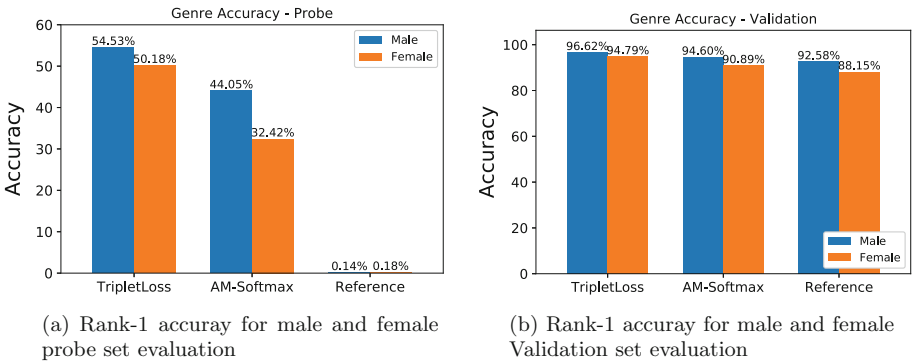 Genre Accuracy - Probe
Accuracy
60
50
40
30
20
10
0
54.53%
50.18%
44.05%
32.42%
0.14%
0.18%
Male
Female
TripletLoss
AM-Softmax
Reference
(a) Rank-1 accuray for male and female
probe set evaluation
Genre Accuracy - Validation
Accuracy
100
80
60
40
20
0
96.62%
94.79%
94.60%
90.89%
92.58%
88.15%
Male
Female
TripletLoss
AM-Softmax
Reference
(b) Rank-1 accuray for male and female
Validation set evaluation